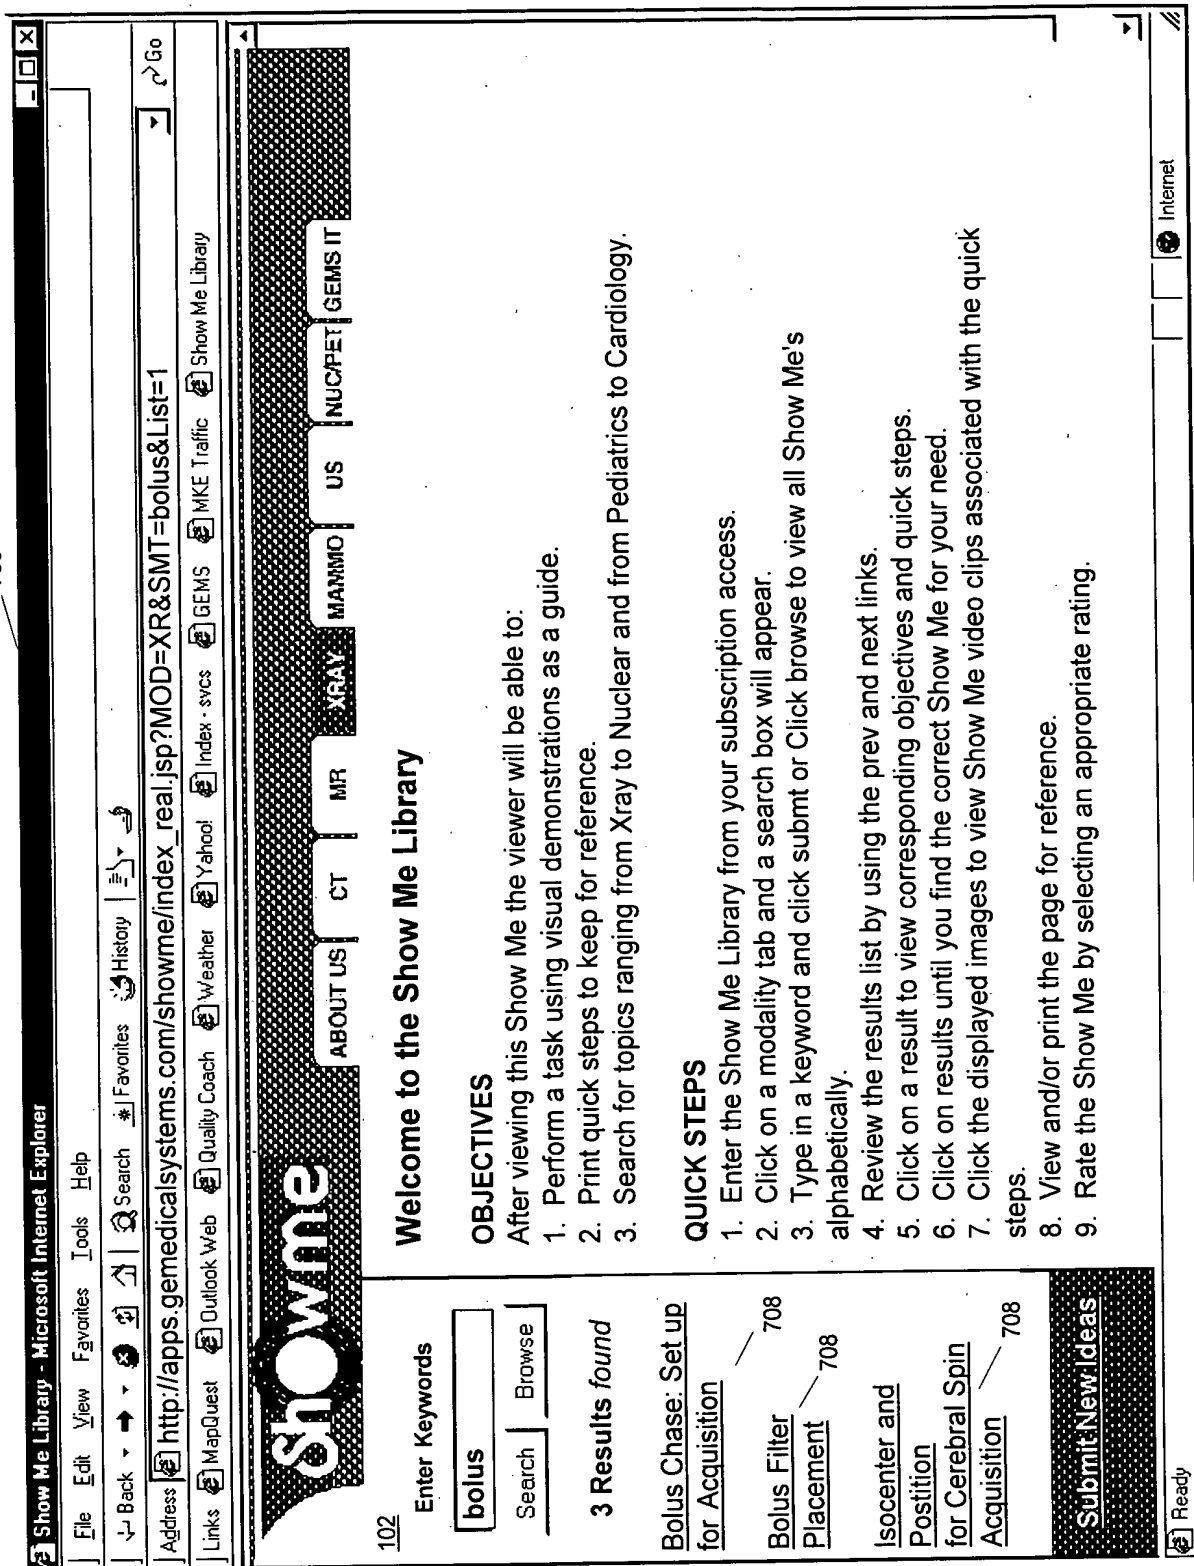 Show Me Library - Microsoft Internet Explorer
File Edit View Favorites Tools Help
Back Search Favorites History
Address http://apps.gemedicalsystems.com/showme/index_real.jsp?MOD=XR&SMT=bolus&List=1 Go
Links MapQuest Outlook Web Quality Coach Weather Yahoo! Index - svcs GEMS MKE Traffic Show Me Library
Showme
ABOUT US CT MR XRAY MAMMO US NUC/PET GEMS IT
102
Enter Keywords
bolus
Search Browse
3 Results found
Bolus Chase: Set up
for Acquisition
708
Bolus Filter
Placement
708
Isocenter and
Postition
for Cerebral Spin
Acquisition
708
Submit New Ideas
Welcome to the Show Me Library
OBJECTIVES
After viewing this Show Me the viewer will be able to:
1. Perform a task using visual demonstrations as a guide.
2. Print quick steps to keep for reference.
3. Search for topics ranging from Xray to Nuclear and from Pediatrics to Cardiology.
QUICK STEPS
1. Enter the Show Me Library from your subscription access.
2. Click on a modality tab and a search box will appear.
3. Type in a keyword and click submt or Click browse to view all Show Me's
alphabetically.
4. Review the results list by using the prev and next links.
5. Click on a result to view corresponding objectives and quick steps.
6. Click on results until you find the correct Show Me for your need.
7. Click the displayed images to view Show Me video clips associated with the quick
steps.
8. View and/or print the page for reference.
9. Rate the Show Me by selecting an appropriate rating.
Ready Internet